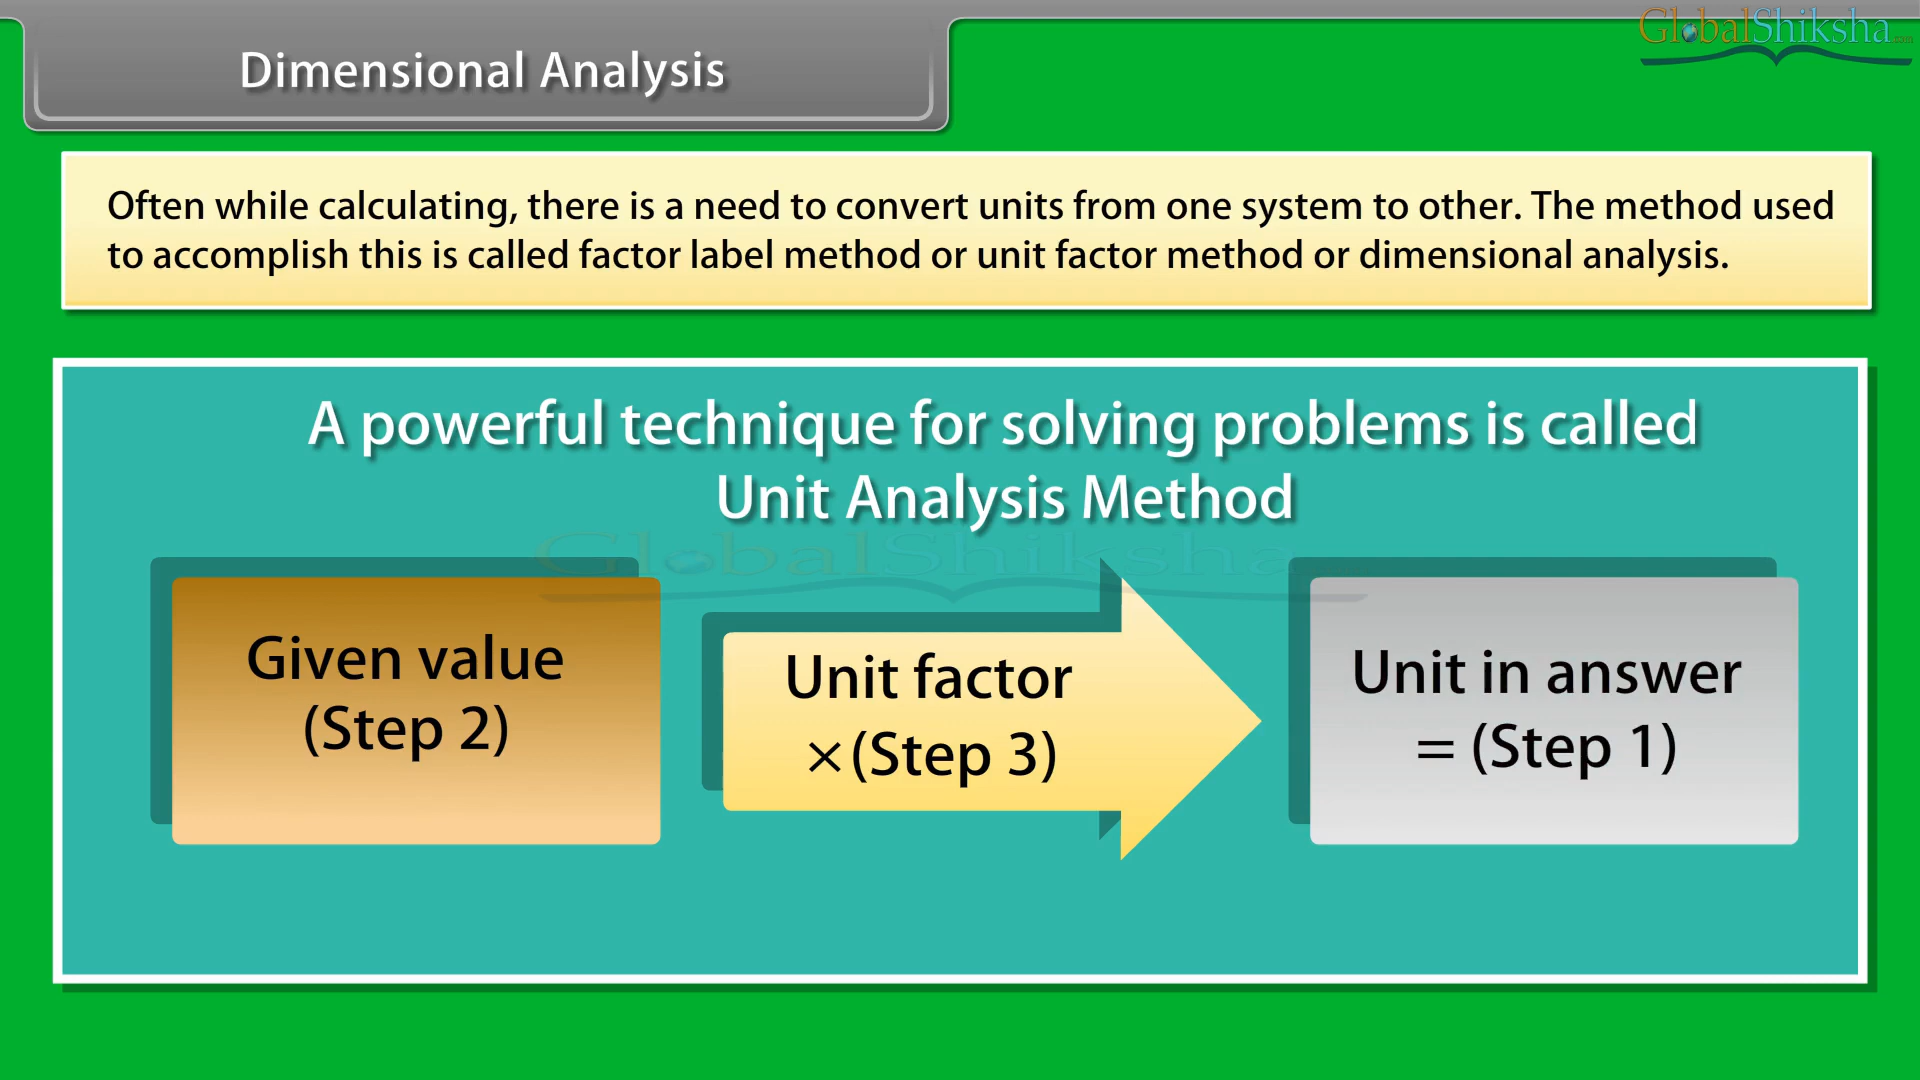 Dimensional Analysis
GlobalShiksha.com
Often while calculating, there is a need to convert units from one system to other. The method used
to accomplish this is called factor label method or unit factor method or dimensional analysis.
A powerful technique for solving problems is called
Unit Analysis Method
GlobalShiksha
Given value
(Step 2)
Unit factor
×(Step 3)
Unit in answer
= (Step 1)